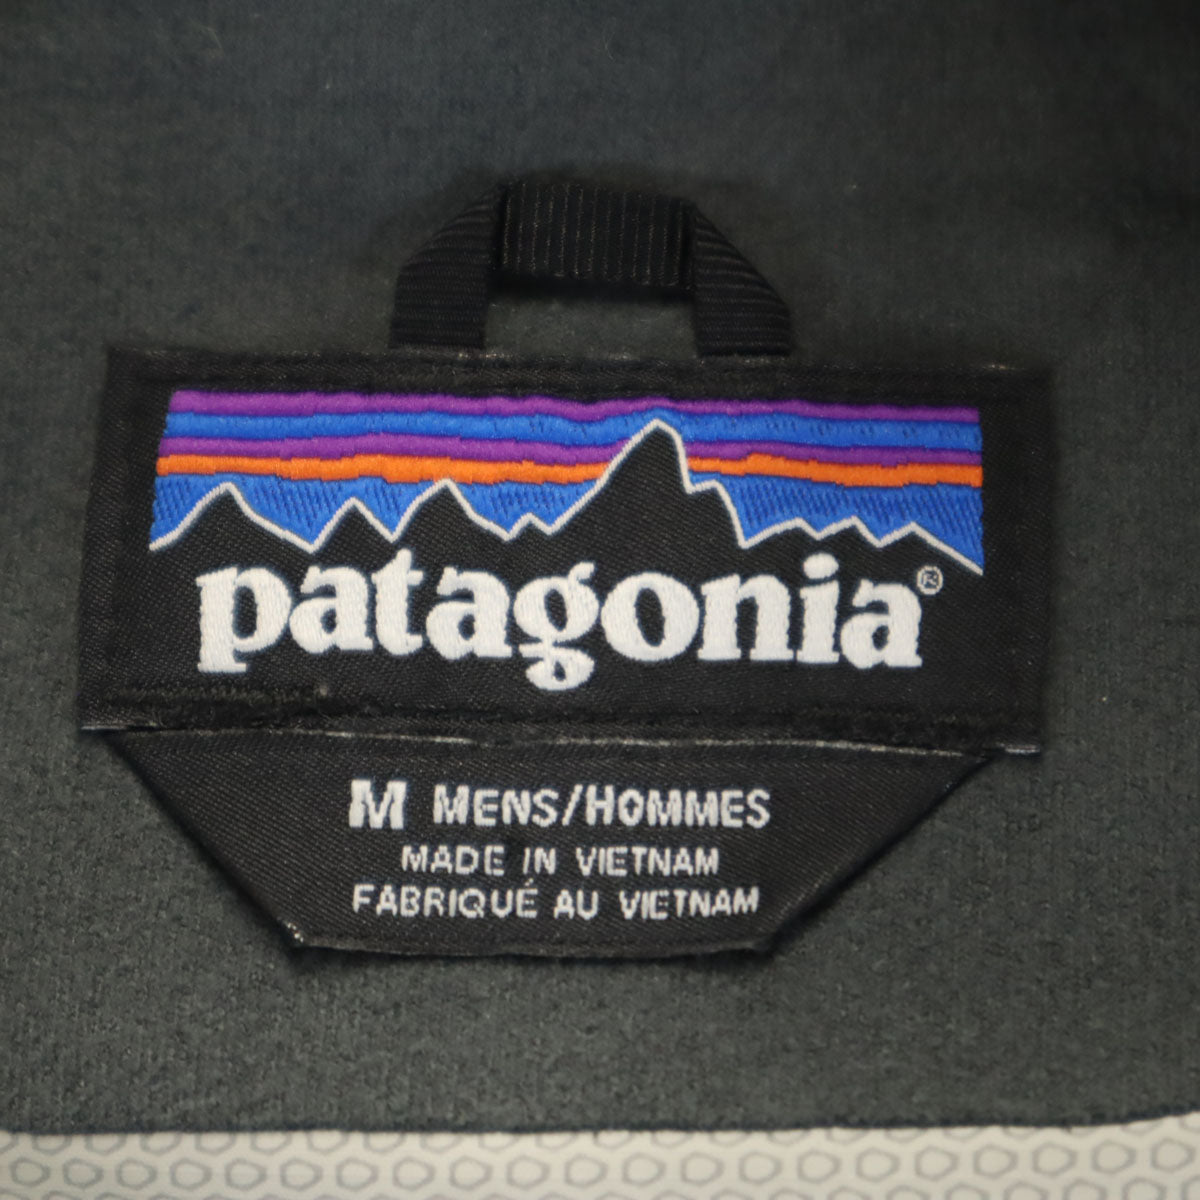 patagonia®
M MENS/HOMMES
MADE IN VIETNAM
FABRIQUÉ AU VIETNAM